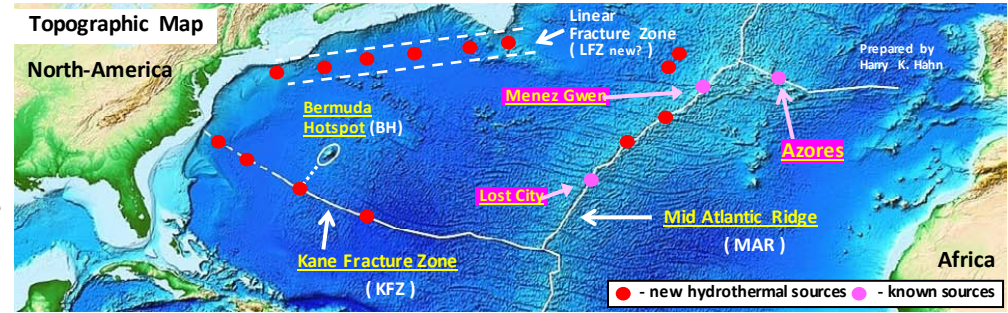 Topographic Map
North-America
Linear
Fracture Zone
( LFZ new? )
Prepared by
Harry K. Hahn
Bermuda
Hotspot (BH)
Menez Gwen
Azores
Lost City
Mid Atlantic Ridge
( MAR )
Kane Fracture Zone
( KFZ )
Africa
- new hydrothermal sources - known sources